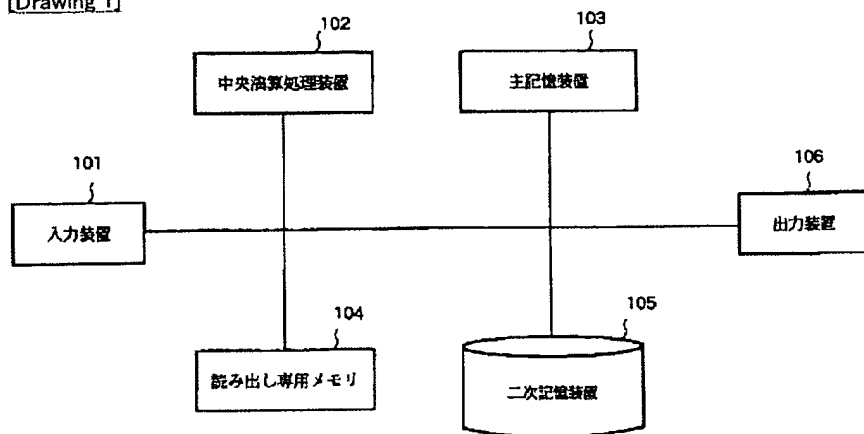 [Drawing 1]
102
中央演算処理装置
103
主記憶装置
101
入力装置
106
出力装置
104
読み出し専用メモリ
105
二次記憶装置